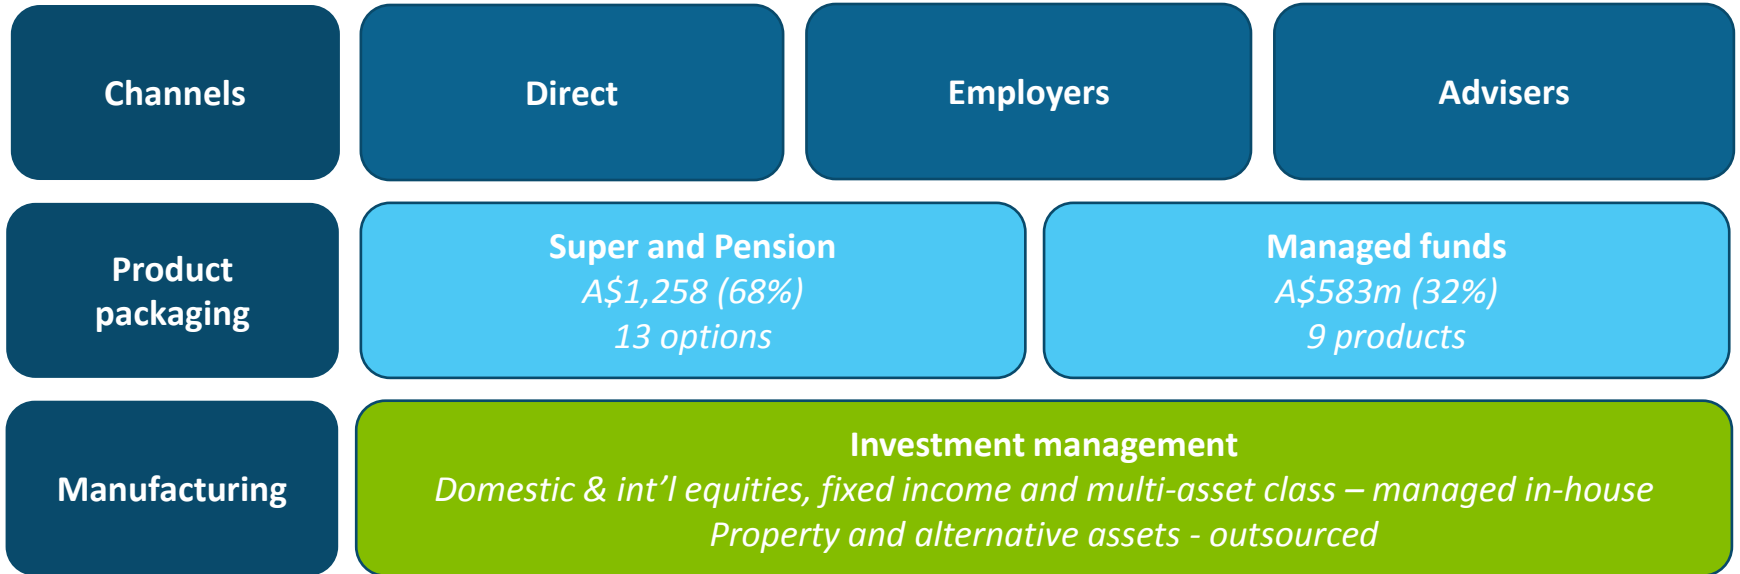 Channels
Direct
Employers
Advisers
Product
packaging
Super and Pension
A$1,258 (68%)
13 options
Managed funds
A$583m (32%)
9 products
Manufacturing
Investment management
Domestic & int’l equities, fixed income and multi-asset class – managed in-house
Property and alternative assets - outsourced